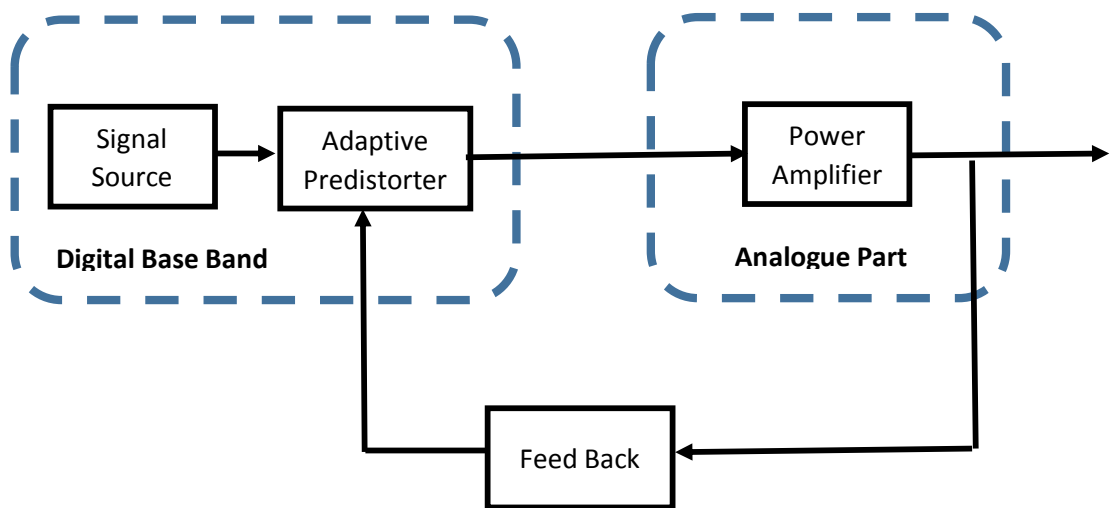 Signal
Source
Adaptive
Predistorter
Power
Amplifier
Digital Base Band
Analogue Part
Feed Back